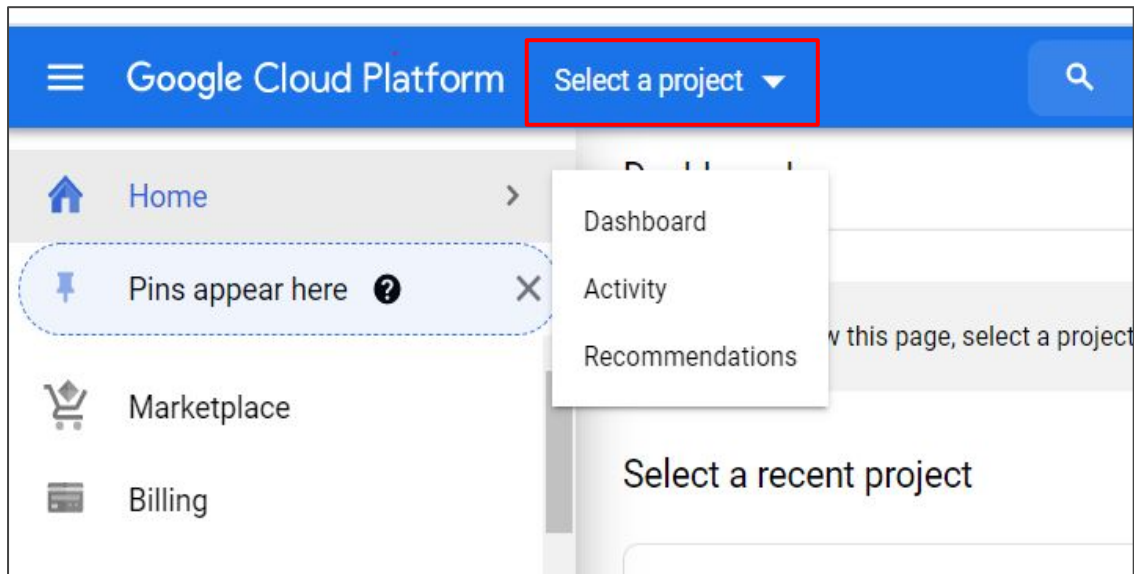 Google Cloud Platform
Select a project
Home
Pins appear here
Marketplace
Billing
Dashboard
Activity
Recommendations
this page, select a project
Select a recent project